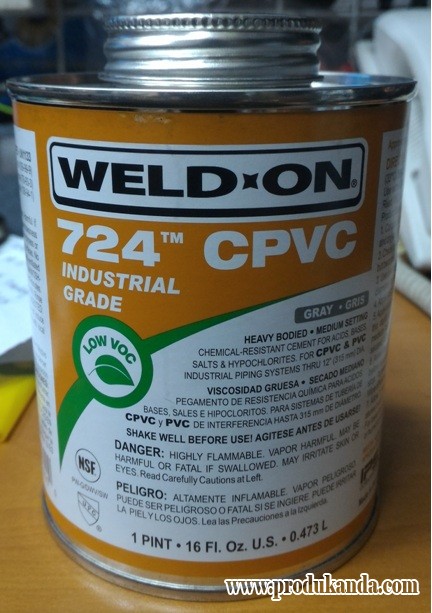 WELD-ON®
724™ CPVC
INDUSTRIAL
GRADE
GRAY • GRIS
LOW VOC
HEAVY BODIED • MEDIUM SETTING
CHEMICAL-RESISTANT CEMENT FOR ACIDS, BASES,
SALTS & HYPOCHLORITES. FOR CPVC & PVC
INDUSTRIAL PIPING SYSTEMS THRU 12" (315 mm) DIA.
VISCOSIDAD GRUESA • SECADO MEDIANO
PEGAMENTO DE RESISTENCIA QUÍMICA PARA ACIDOS,
BASES, SALES E HIPOCLORITOS. PARA SISTEMAS DE TUBERIA DE
CPVC y PVC DE INTERFERENCIA HASTA 315 mm DE DIÁMETRO.
SHAKE WELL BEFORE USE! AGITESE ANTES DE USARSE!
DANGER: HIGHLY FLAMMABLE. VAPOR HARMFUL. MAY BE
HARMFUL OR FATAL IF SWALLOWED. MAY IRRITATE SKIN OR
EYES. Read Carefully Cautions at Left.
NSF
PELIGRO: ALTAMENTE INFLAMABLE. VAPOR PELIGROSO.
PUEDE SER PELIGROSO O FATAL SI SE INGIERE PUEDE IRRITAR
LA PIEL Y LOS OJOS. Lea las Precauciones a la Izquierda.
1 PINT • 16 Fl. Oz. U.S. • 0.473 L
www.produkanda.com